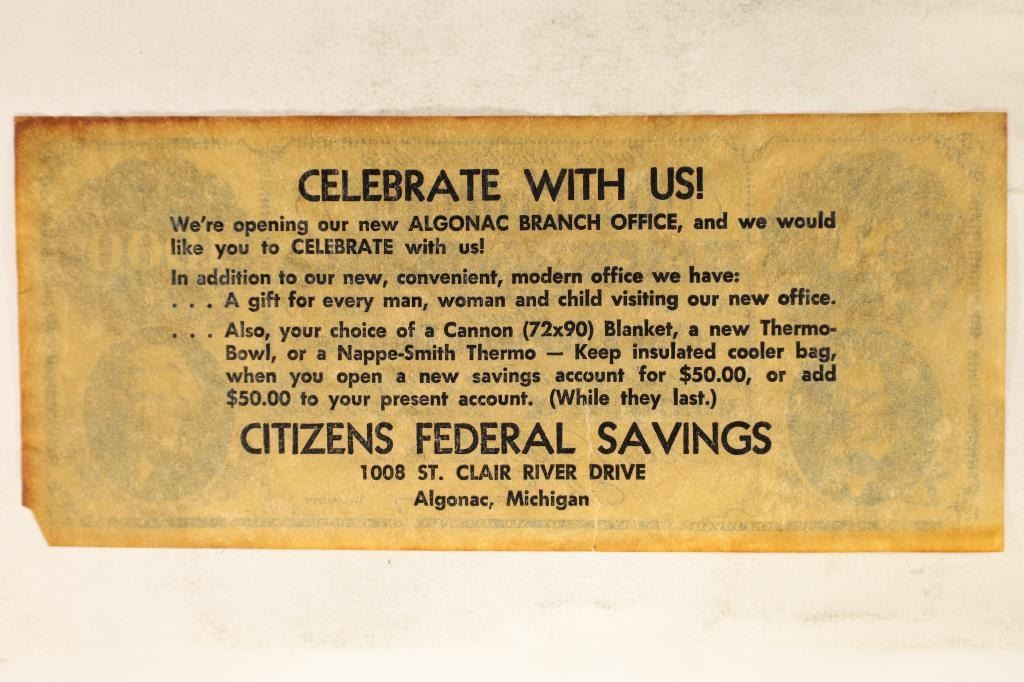 CELEBRATE WITH US!
We're opening our new ALGONAC BRANCH OFFICE, and we would
like you to CELEBRATE with us!
In addition to our new, convenient, modern office we have:
. . . A gift for every man, woman and child visiting our new office.
. . . Also, your choice of a Cannon (72x90) Blanket, a new Thermo-
Bowl, or a Nappe-Smith Thermo — Keep insulated cooler bag,
when you open a new savings account for $50.00, or add
$50.00 to your present account. (While they last.)
CITIZENS FEDERAL SAVINGS
1008 ST. CLAIR RIVER DRIVE
Algonac, Michigan